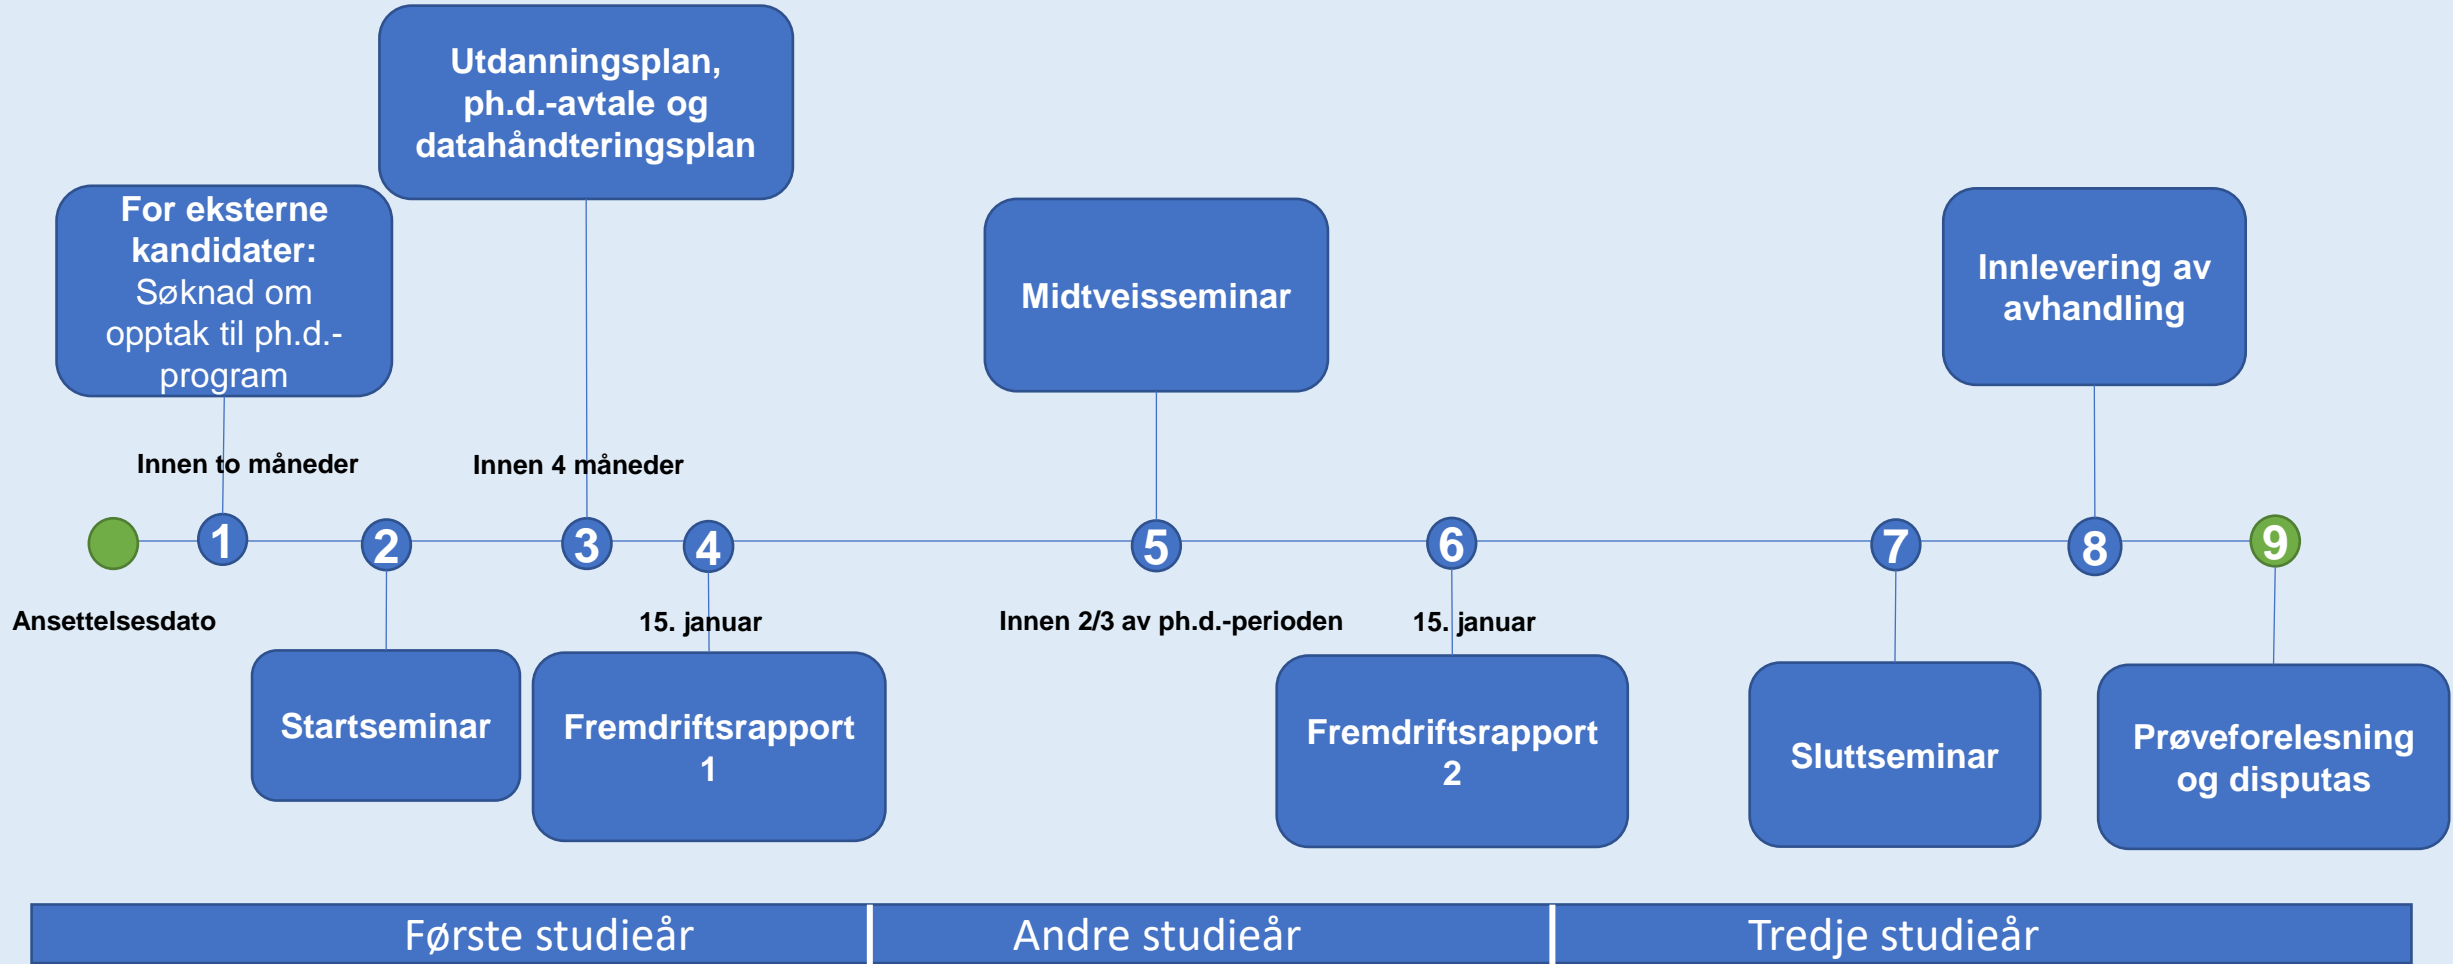 Utdanningsplan,
ph.d.-avtale og
datahåndteringsplan
For eksterne
kandidater:
Søknad om
opptak til ph.d.-
program
Midtveisseminar
Innlevering av
avhandling
Innen to måneder
Innen 4 måneder
1
2
3
4
5
6
7
8
9
Ansettelsesdato
15. januar
Innen 2/3 av ph.d.-perioden
15. januar
Startseminar
Fremdriftsrapport
1
Fremdriftsrapport
2
Sluttseminar
Prøveforelesning
og disputas
Første studieår
Andre studieår
Tredje studieår